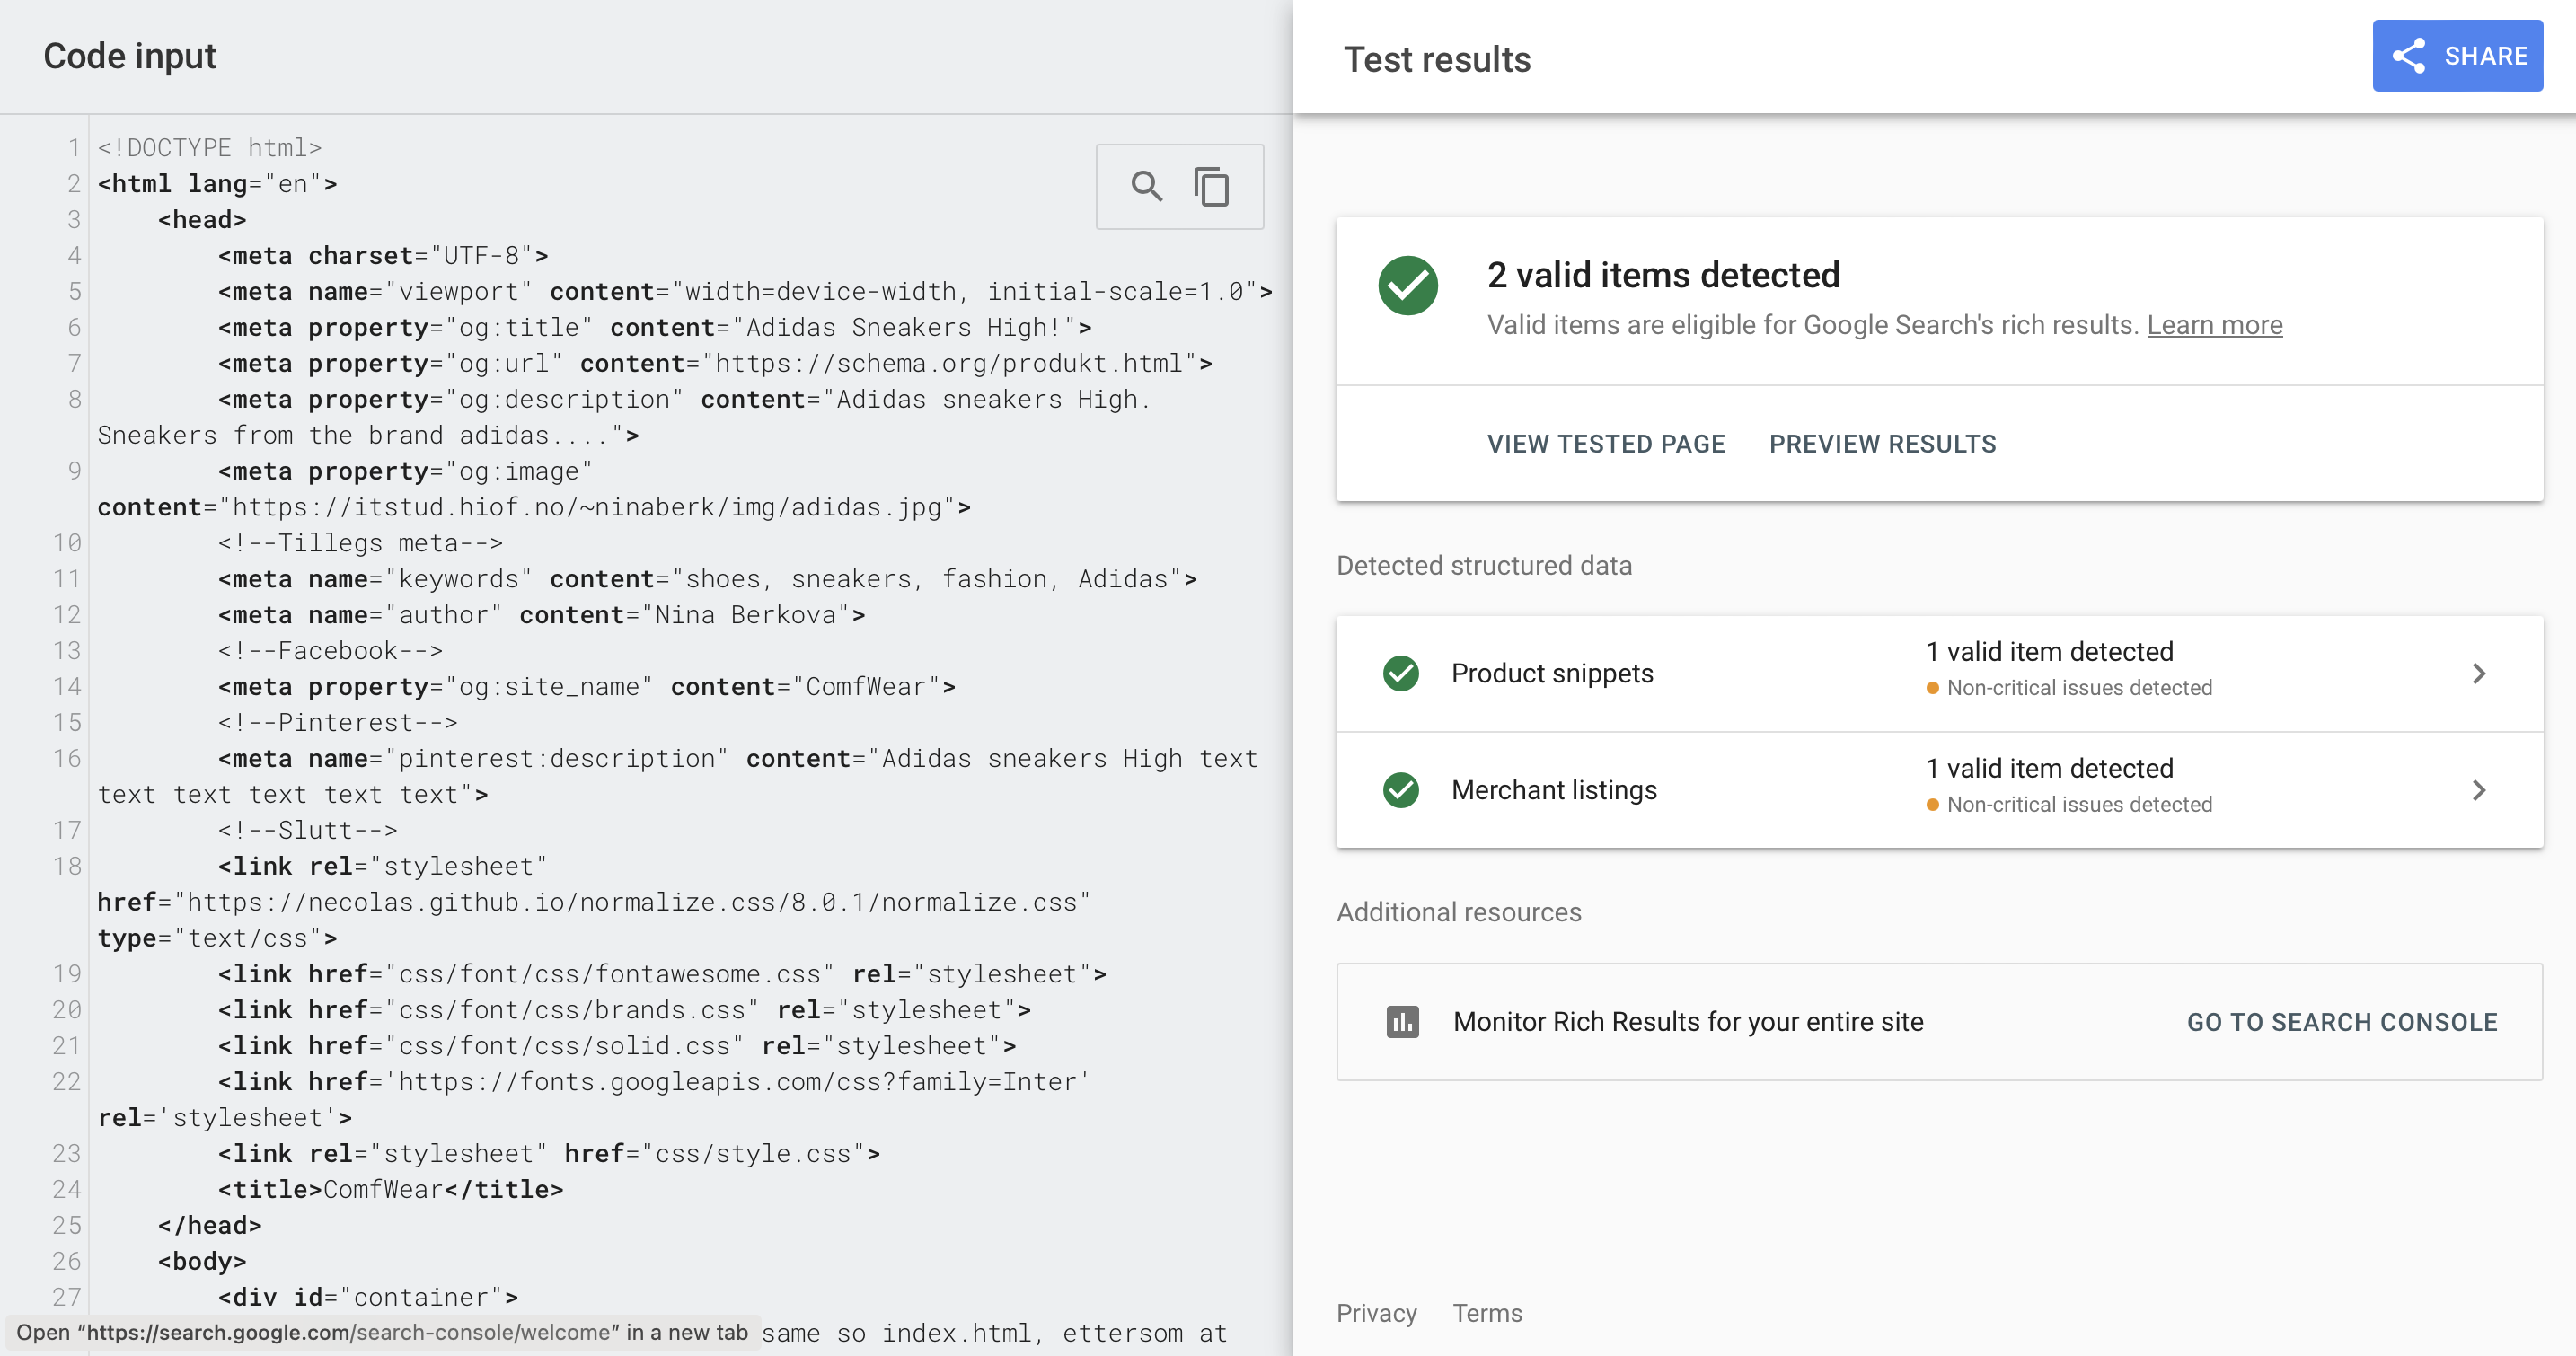 Code input
1 <!DOCTYPE html>
2 <html lang="en">
3 <head>
4 <meta charset="UTF-8">
5 <meta name="viewport" content="width=device-width, initial-scale=1.0">
6 <meta property="og:title" content="Adidas Sneakers High!">
7 <meta property="og:url" content="https://schema.org/produkt.html">
8 <meta property="og:description" content="Adidas sneakers High.
Sneakers from the brand adidas....">
9 <meta property="og:image"
content="https://itstud.hiof.no/~ninaberk/img/adidas.jpg">
10 <!--Tillegs meta-->
11 <meta name="keywords" content="shoes, sneakers, fashion, Adidas">
12 <meta name="author" content="Nina Berkova">
13 <!--Facebook-->
14 <meta property="og:site_name" content="ComfWear">
15 <!--Pinterest-->
16 <meta name="pinterest:description" content="Adidas sneakers High text
text text text text text">
17 <!--Slutt-->
18 <link rel="stylesheet"
href="https://necolas.github.io/normalize.css/8.0.1/normalize.css"
type="text/css">
19 <link href="css/font/css/fontawesome.css" rel="stylesheet">
20 <link href="css/font/css/brands.css" rel="stylesheet">
21 <link href="css/font/css/solid.css" rel="stylesheet">
22 <link href='https://fonts.googleapis.com/css?family=Inter'
rel='stylesheet'>
23 <link rel="stylesheet" href="css/style.css">
24 <title>ComfWear</title>
25 </head>
26 <body>
27 <div id="container">
same so index.html, ettersom at
Open “https://search.google.com/search-console/welcome” in a new tab
Test results
SHARE
2 valid items detected
Valid items are eligible for Google Search's rich results. Learn more
VIEW TESTED PAGE PREVIEW RESULTS
Detected structured data
Product snippets
1 valid item detected
Non-critical issues detected
Merchant listings
1 valid item detected
Non-critical issues detected
Additional resources
Monitor Rich Results for your entire site
GO TO SEARCH CONSOLE
Privacy Terms